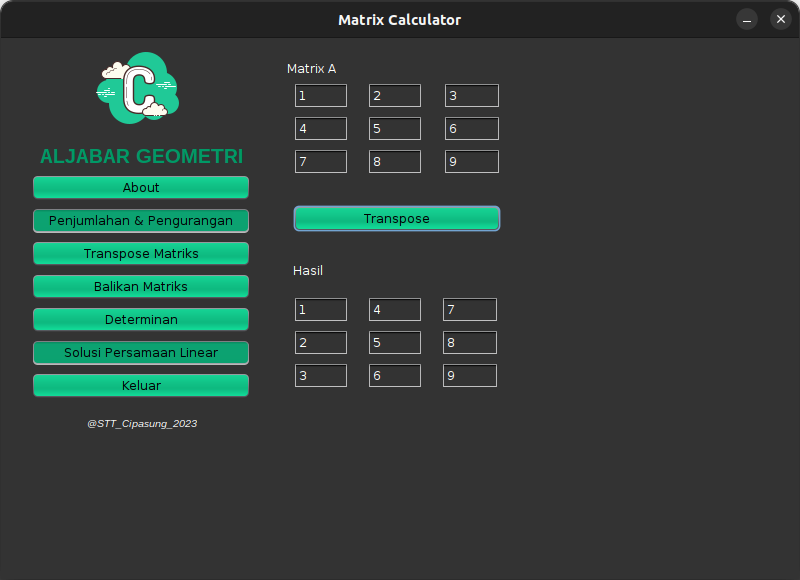 Matrix Calculator
C
ALJABAR GEOMETRI
About
Penjumlahan & Pengurangan
Transpose Matriks
Balikan Matriks
Determinan
Solusi Persamaan Linear
Keluar
@STT_Cipasung_2023
Matrix A
1 2 3
4 5 6
7 8 9
Transpose
Hasil
1 4 7
2 5 8
3 6 9